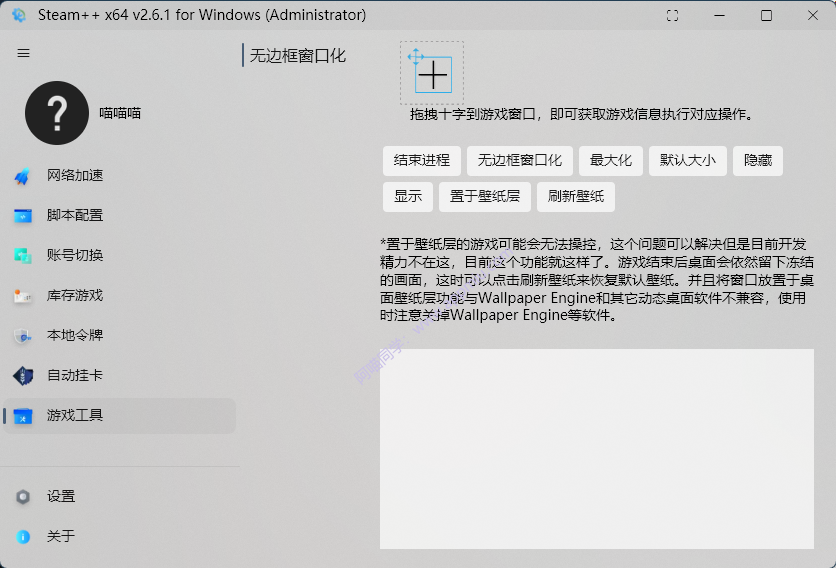 Steam++ x64 v2.6.1 for Windows (Administrator)
无边框窗口化
喵喵喵
拖拽十字到游戏窗口，即可获取游戏信息执行对应操作。
网络加速
脚本配置
账号切换
库存游戏
本地令牌
自动挂卡
游戏工具
设置
关于
结束进程 无边框窗口化 最大化 默认大小 隐藏
显示 置于壁纸层 刷新壁纸
*置于壁纸层的游戏可能会无法操控，这个问题可以解决但是目前开发
精力不在这，目前这个功能就这样了。游戏结束后桌面会依然留下冻结
的画面，这时可以点击刷新壁纸来恢复默认壁纸。并且将窗口放置于桌
面壁纸层功能与Wallpaper Engine和其它动态桌面软件不兼容，使用
时注意关掉Wallpaper Engine等软件。
阿喵同学